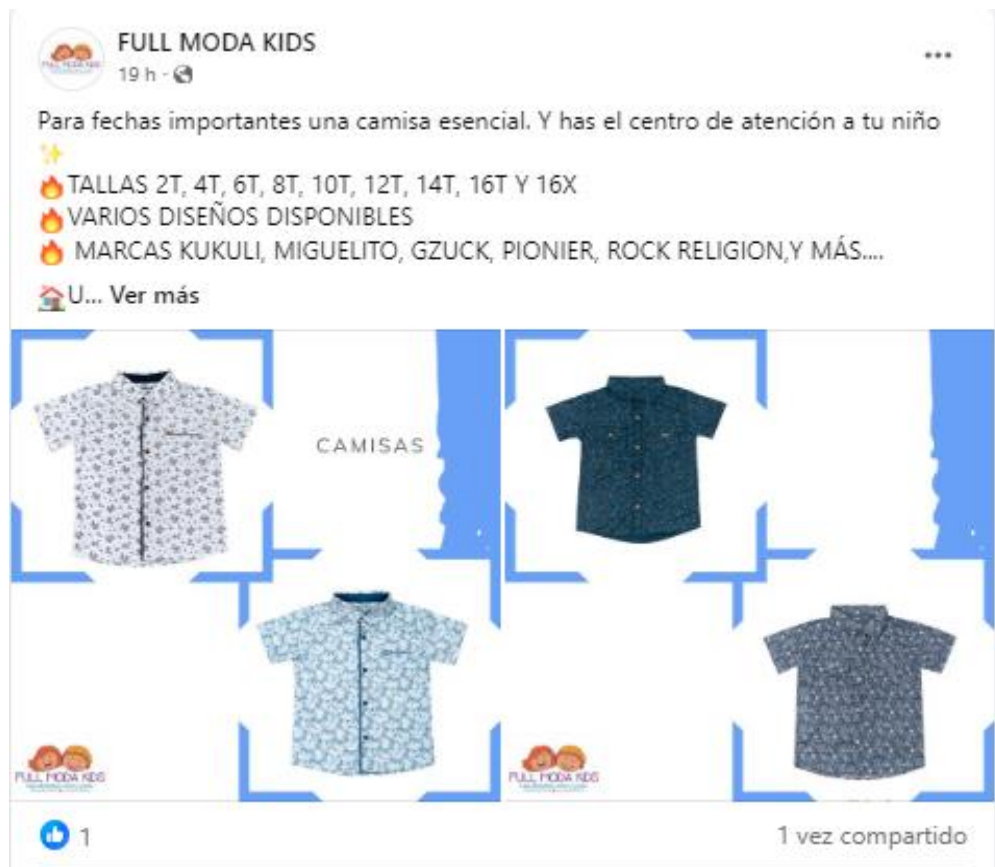 FULL MODA KIDS
19 h ·
Para fechas importantes una camisa esencial. Y has el centro de atención a tu niño
✨
🔥TALLAS 2T, 4T, 6T, 8T, 10T, 12T, 14T, 16T Y 16X
🔥VARIOS DISEÑOS DISPONIBLES
🔥 MARCAS KUKULI, MIGUELITO, GZUCK, PIONIER, ROCK RELIGION,Y MÁS....
🏠U... Ver más
CAMISAS
FULL MODA KIDS
FULL MODA KIDS
1
1 vez compartido